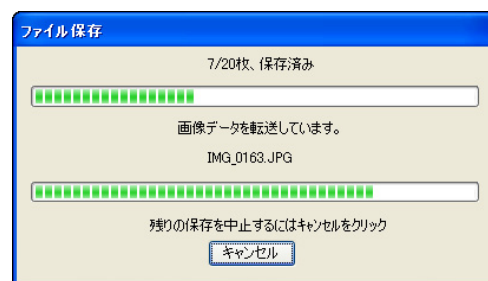 ファイル保存
7/20枚、保存済み
画像データを転送しています。
IMG_0163.JPG
残りの保存を中止するにはキャンセルをクリック
キャンセル